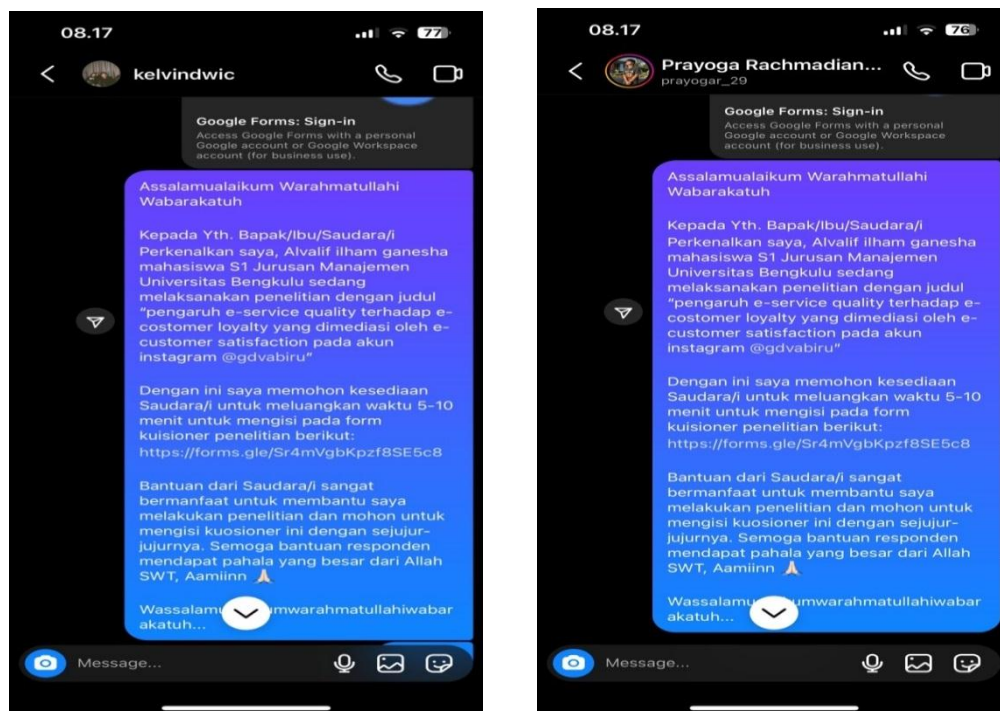 08.17
77
kelvindwic
Google Forms: Sign-in
Access Google Forms with a personal
Google account or Google Workspace
account (for business use).
Assalamualaikum Warahmatullahi
Wabarakatuh
Kepada Yth. Bapak/Ibu/Saudara/i
Perkenalkan saya, Alvalif ilham ganesha
mahasiswa S1 Jurusan Manajemen
Universitas Bengkulu sedang
melaksanakan penelitian dengan judul
"pengaruh e-service quality terhadap e-
costomer loyalty yang dimediasi oleh e-
customer satisfaction pada akun
instagram @gdvabiru"
Dengan ini saya memohon kesediaan
Saudara/i untuk meluangkan waktu 5-10
menit untuk mengisi pada form
kuisioner penelitian berikut:
https://forms.gle/Sr4mVgbKpzf8SE5c8
Bantuan dari Saudara/i sangat
bermanfaat untuk membantu saya
melakukan penelitian dan mohon untuk
mengisi kuosioner ini dengan sejujur-
jujurnya. Semoga bantuan responden
mendapat pahala yang besar dari Allah
SWT, Aamiinn 🙏🏻
akatuh...
Message...
08.17
76
Prayoga Rachmadian...
prayogar_29
Google Forms: Sign-in
Access Google Forms with a personal
Google account or Google Workspace
account (for business use).
Assalamualaikum Warahmatullahi
Wabarakatuh
Kepada Yth. Bapak/Ibu/Saudara/i
Perkenalkan saya, Alvalif ilham ganesha
mahasiswa S1 Jurusan Manajemen
Universitas Bengkulu sedang
melaksanakan penelitian dengan judul
"pengaruh e-service quality terhadap e-
costomer loyalty yang dimediasi oleh e-
customer satisfaction pada akun
instagram @gdvabiru"
Dengan ini saya memohon kesediaan
Saudara/i untuk meluangkan waktu 5-10
menit untuk mengisi pada form
kuisioner penelitian berikut:
https://forms.gle/Sr4mVgbKpzf8SE5c8
Bantuan dari Saudara/i sangat
bermanfaat untuk membantu saya
melakukan penelitian dan mohon untuk
mengisi kuosioner ini dengan sejujur-
jujurnya. Semoga bantuan responden
mendapat pahala yang besar dari Allah
SWT, Aamiinn 🙏🏻
akatuh...
Message...